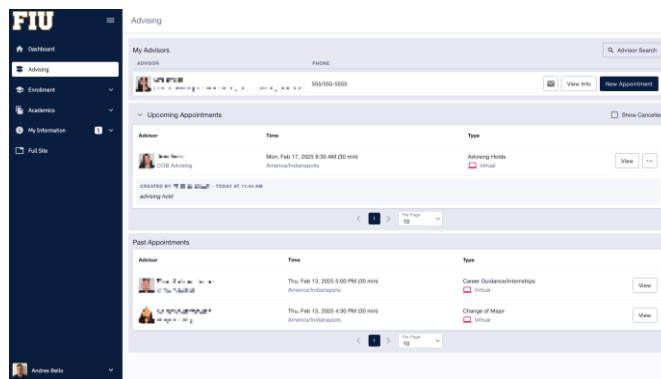 FIU
Advising
Dashboard
Advising
Enrollment
Academics
My Information 5
Full Site
My Advisors
Advisor Search
ADVISOR PHONE
555/555-5555
View Info
New Appointment
Upcoming Appointments
Show Cancelled
Advisor Time Type
Mon, Feb 17, 2025 9:30 AM (30 min) Advising Holds
COB Advising America/Indianapolis Virtual
View ...
CREATED BY - TODAY AT 11:44 AM
advising hold
1 Per Page
10
Past Appointments
Advisor Time Type
Thu, Feb 13, 2025 5:00 PM (30 min) Career Guidance/Internships
America/Indianapolis Virtual
View
Thu, Feb 13, 2025 4:30 PM (30 min) Change of Major
America/Indianapolis Virtual
View
1 Per Page
10
Andres Bello